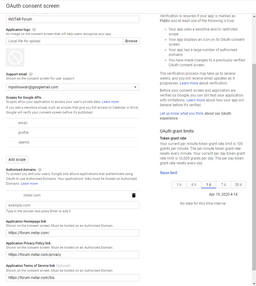 OAuth consent screen
INSTAR Forum
Application logo
An image on the consent screen that will help users recognize your app
Local file for upload
Browse
Support email
Shown on the consent screen for user support
Scopes for Google APIs
Scopes allow your application to access your user's private data. Learn more
If you add a sensitive scope, such as scopes that give you full access to Calendar or Drive, Google will verify your consent screen before it's published.
email
profile
openid
Add scope
Authorized domains
To protect you and your users, Google only allows applications that authenticate using OAuth to use Authorized Domains. Your applications' links must be hosted on Authorized Domains. Learn more
instar.com
example.com
Type in the domain and press Enter to add it
Application Homepage link
Shown on the consent screen. Must be hosted on an Authorized Domain.
https://forum.instar.com/
Application Privacy Policy link
Shown on the consent screen. Must be hosted on an Authorized Domain.
https://forum.instar.com/privacy
Application Terms of Service link (Optional)
Shown on the consent screen. Must be hosted on an Authorized Domain.
https://forum.instar.com/tos
Verification is required if your app is marked as
Public and at least one of the following is true:
Your app uses a sensitive and/or restricted scope
Your app displays an icon on its OAuth consent screen
Your app has a large number of authorized domains
You have made changes to a previously verified OAuth consent screen
The verification process may take up to several weeks, and you will receive email updates as it progresses. Learn more about verification.
Before your consent screen and application are verified by Google, you can still test your application with limitations. Learn more about how your app will behave before it's verified.
Let us know what you think about our OAuth experience.
OAuth grant limits
Token grant rate
Your current per minute token grant rate limit is 100 grants per minute. The per minute token grant rate resets every minute. Your current per day token grant rate limit is 10,000 grants per day. The per day token grant rate resets every day.
Raise limit
1 h
6 h
1 d
7 d
30 d
No data for this time interval